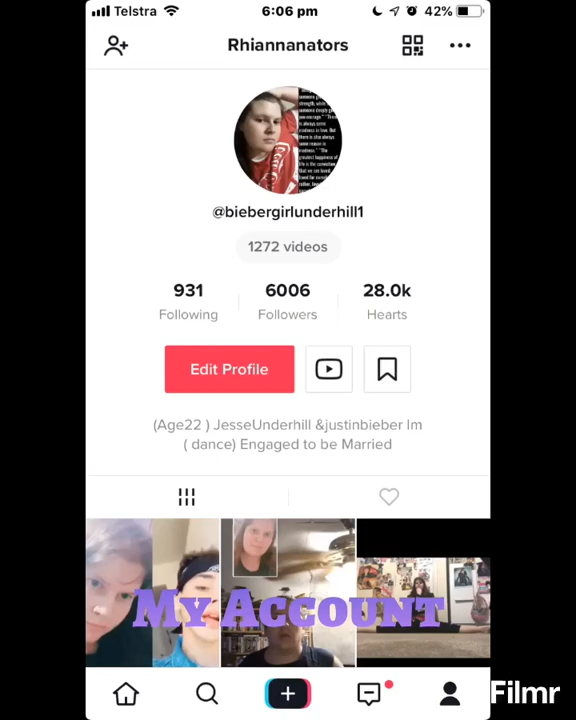 Telstra 6:06 pm 42%
Rhiannanators
@biebergirlunderhill1
1272 videos
931 6006 28.0k
Following Followers Hearts
Edit Profile
(Age22 ) JesseUnderhill &justinbieber Im
( dance) Engaged to be Married
My Account
Filmr